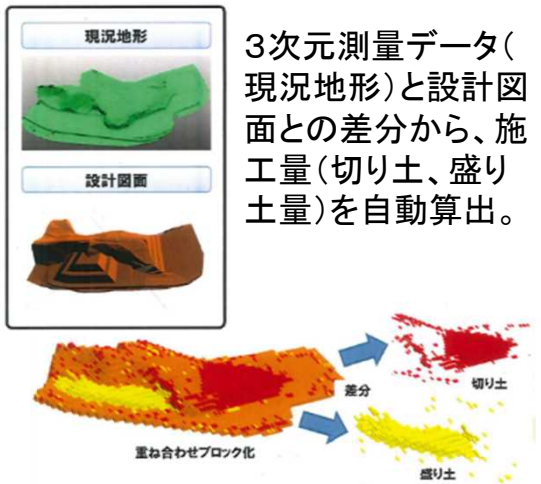 現況地形
設計図面
３次元測量データ(
現況地形)と設計図
面との差分から、施
工量(切り土、盛り
土量)を自動算出。
差分
切り土
重ね合わせブロック化
盛り土